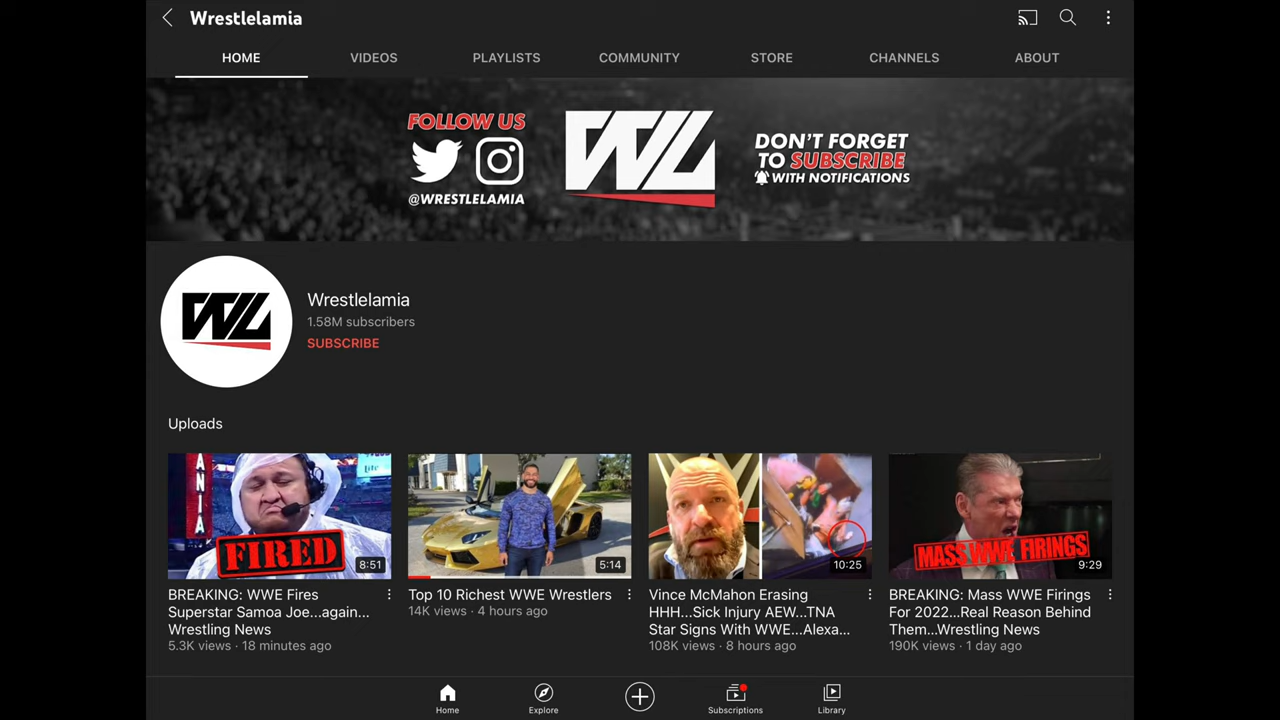 Wrestlelamia
HOME VIDEOS PLAYLISTS COMMUNITY STORE CHANNELS ABOUT
FOLLOW US
@WRESTLELAMIA
WL
DON'T FORGET
TO SUBSCRIBE
WITH NOTIFICATIONS
WL
Wrestlelamia
1.58M subscribers
SUBSCRIBE
Uploads
ANIA
Lite
FIRED
8:51
5:14
10:25
MASS WWE FIRINGS
9:29
BREAKING: WWE Fires
Superstar Samoa Joe...again...
Wrestling News
5.3K views · 18 minutes ago
Top 10 Richest WWE Wrestlers
14K views · 4 hours ago
Vince McMahon Erasing
HHH...Sick Injury AEW...TNA
Star Signs With WWE...Alexa...
108K views · 8 hours ago
BREAKING: Mass WWE Firings
For 2022...Real Reason Behind
Them...Wrestling News
190K views · 1 day ago
Home Explore Subscriptions Library